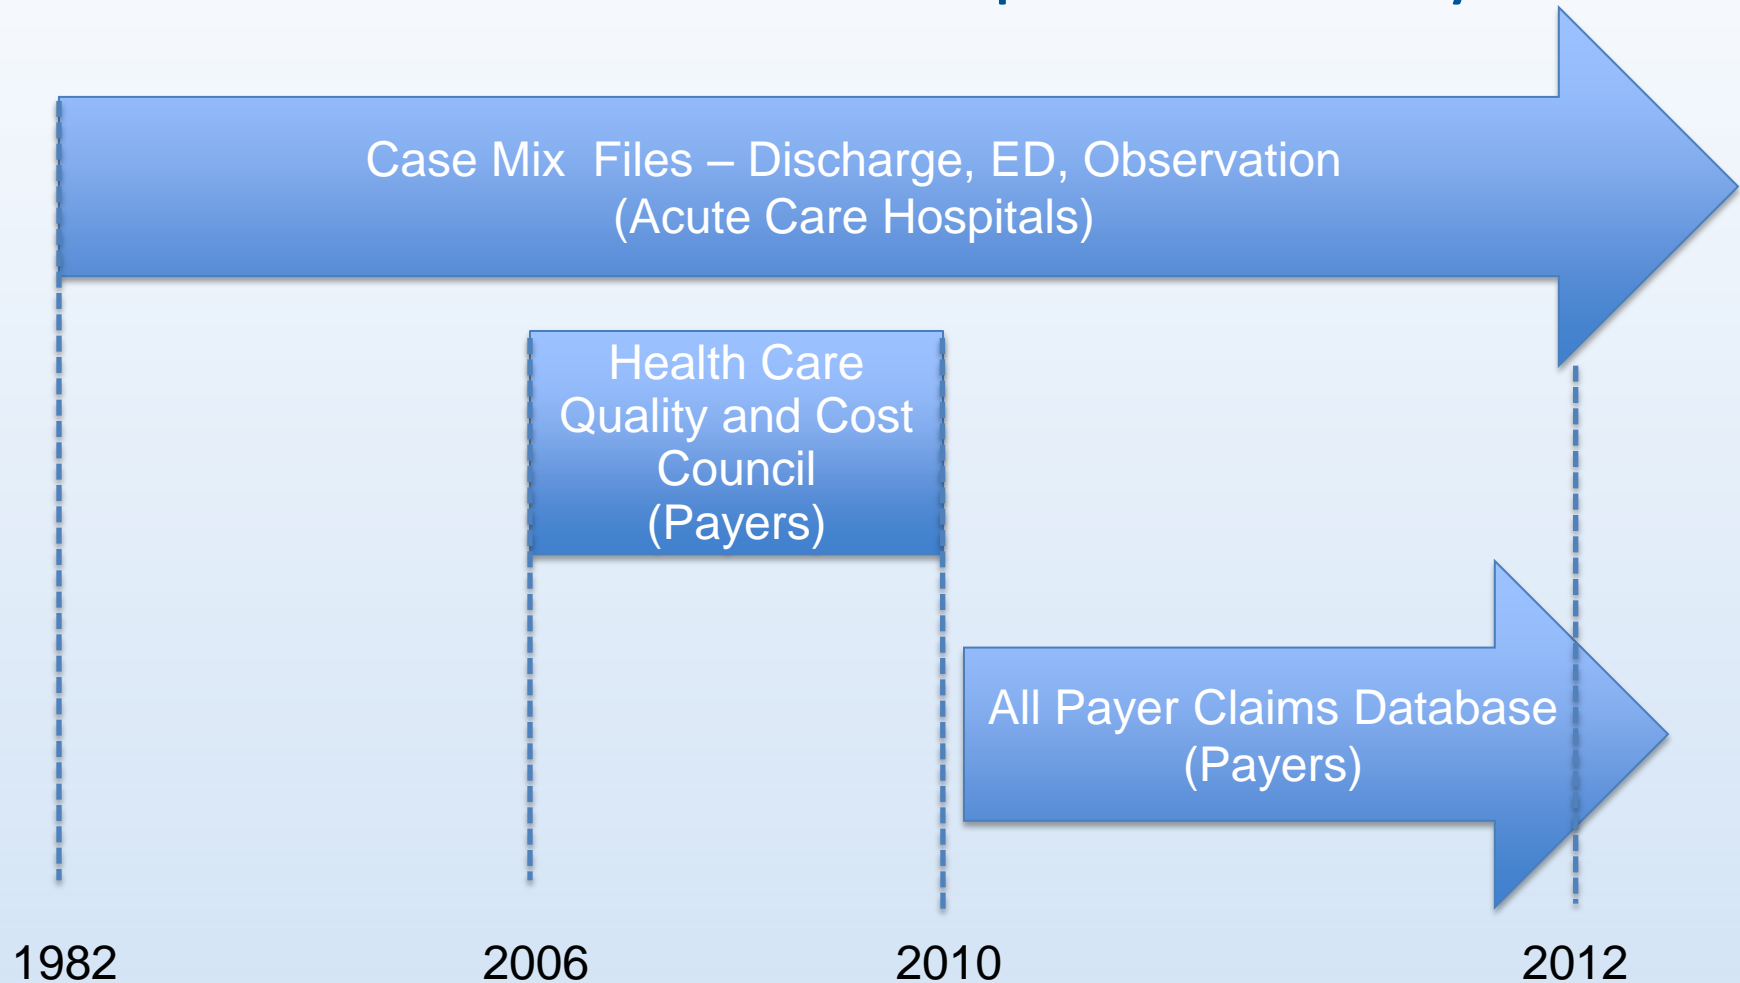 Case Mix  Files – Discharge, ED, Observation
(Acute Care Hospitals)
Health Care
Quality and Cost
Council
(Payers)
All Payer Claims Database
(Payers)
1982
2006
2010
2012